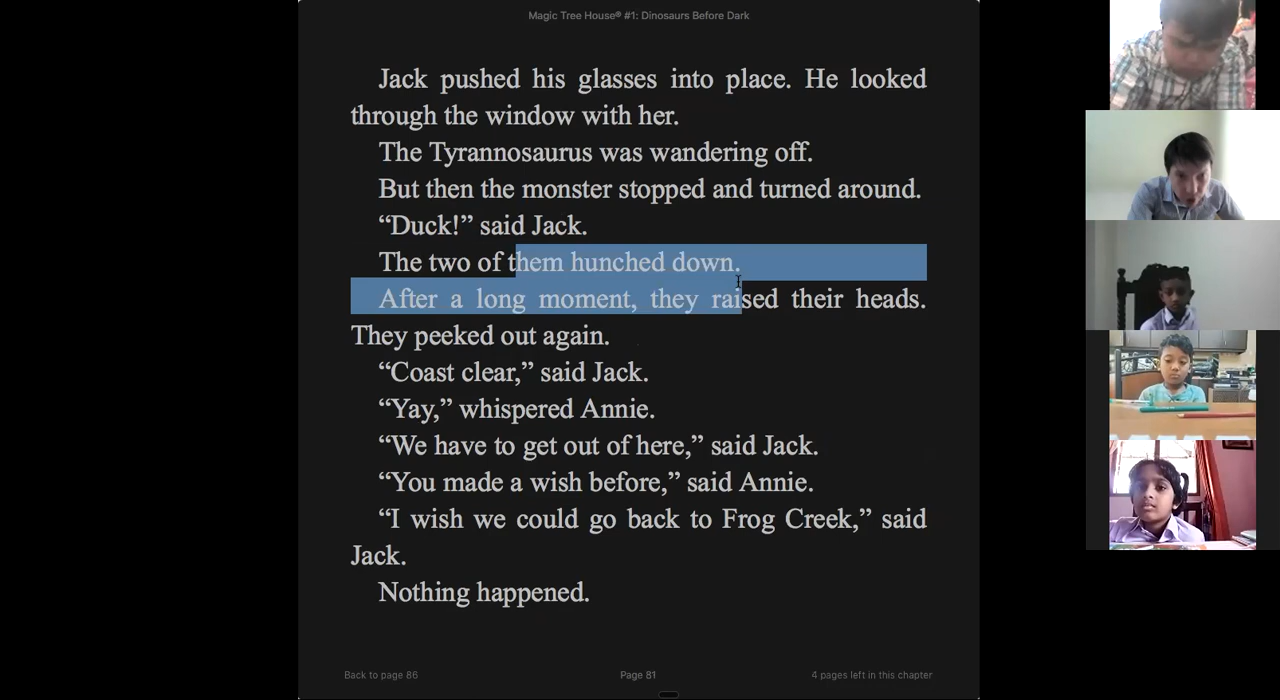 Magic Tree House® #1: Dinosaurs Before Dark
Jack pushed his glasses into place. He looked
through the window with her.
The Tyrannosaurus was wandering off.
But then the monster stopped and turned around.
“Duck!” said Jack.
The two of them hunched down.
After a long moment, they raised their heads.
They peeked out again.
“Coast clear,” said Jack.
“Yay,” whispered Annie.
“We have to get out of here,” said Jack.
“You made a wish before,” said Annie.
“I wish we could go back to Frog Creek,” said
Jack.
Nothing happened.
Back to page 86
Page 81
4 pages left in this chapter